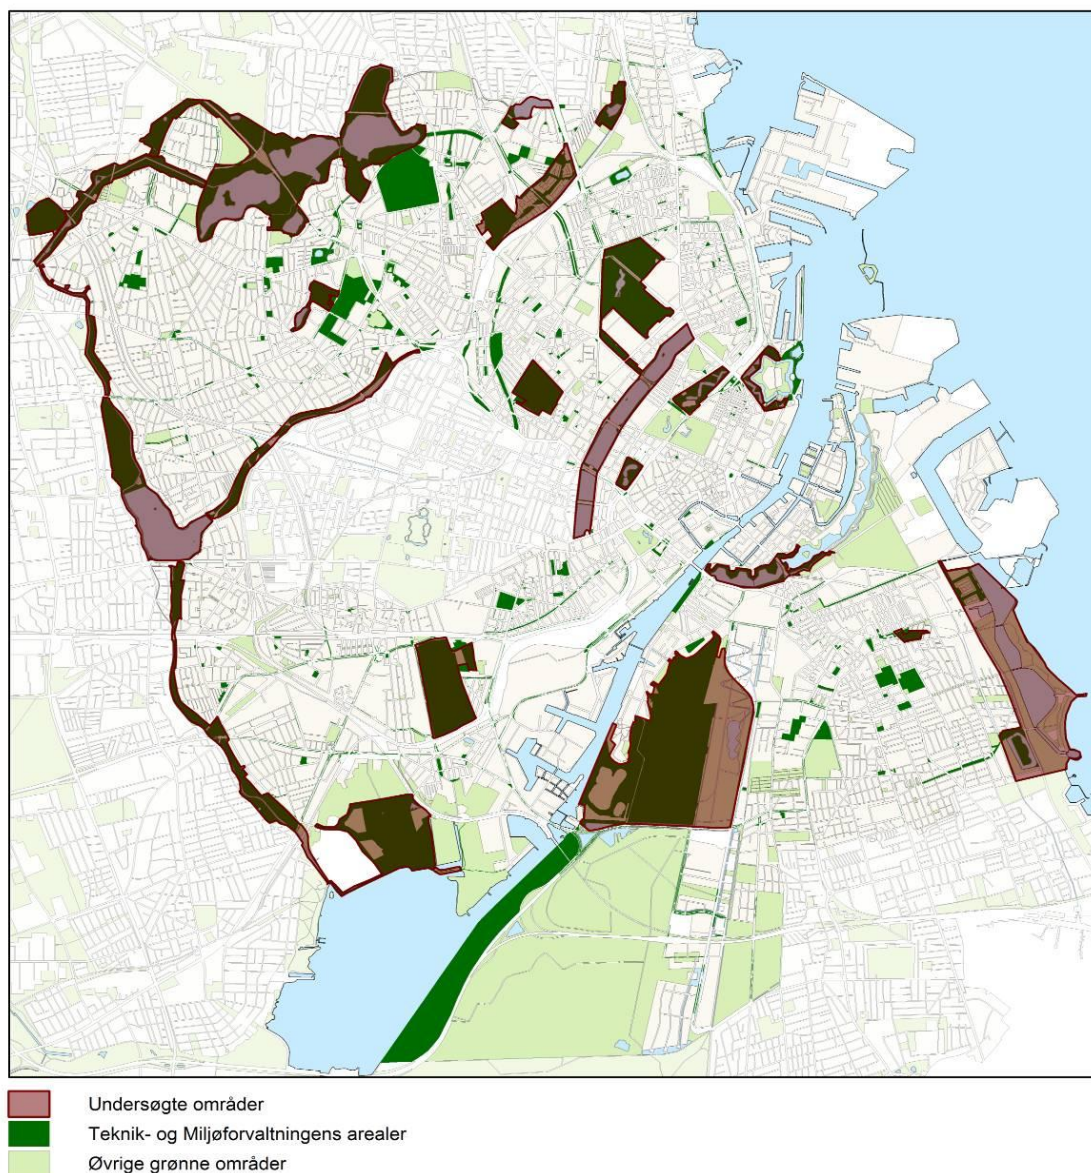 Undersøgte områder
Teknik- og Miljøforvaltningens arealer
Øvrige grønne områder